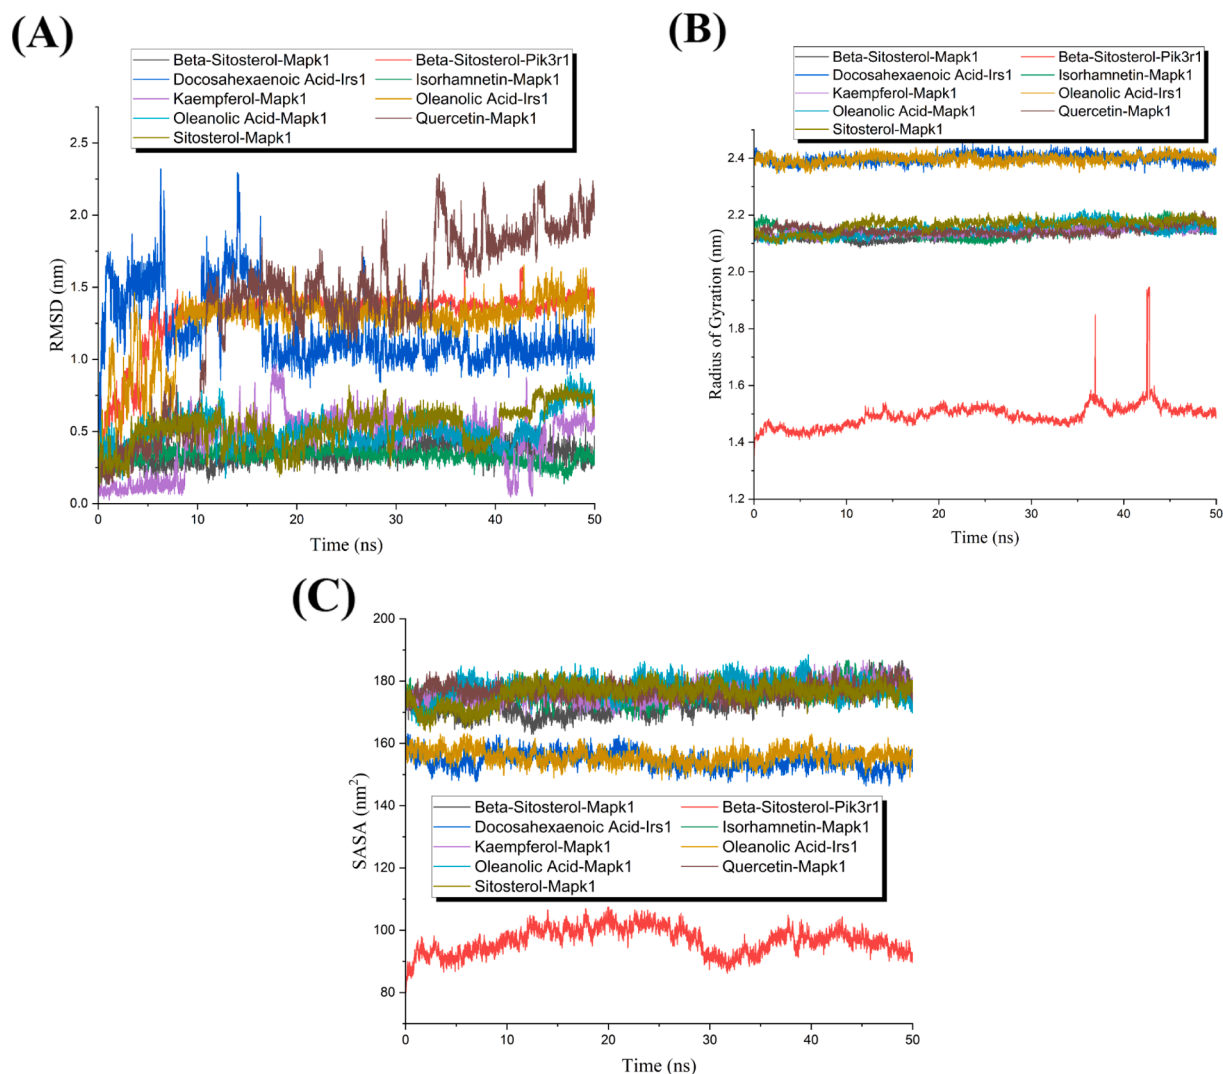 (A)
Beta-Sitosterol-Mapk1 Beta-Sitosterol-Pik3r1
Docosahexaenoic Acid-Irs1 Isorhamnetin-Mapk1
Kaempferol-Mapk1 Oleanolic Acid-Irs1
Oleanolic Acid-Mapk1 Quercetin-Mapk1
Sitosterol-Mapk1
2.5
2.0
1.5
1.0
0.5
0.0
RMSD (nm)
0 10 20 30 40 50
Time (ns)
(B)
Beta-Sitosterol-Mapk1 Beta-Sitosterol-Pik3r1
Docosahexaenoic Acid-Irs1 Isorhamnetin-Mapk1
Kaempferol-Mapk1 Oleanolic Acid-Irs1
Oleanolic Acid-Mapk1 Quercetin-Mapk1
Sitosterol-Mapk1
2.4
2.2
2.0
1.8
1.6
1.4
1.2
Radius of Gyration (nm)
0 10 20 30 40 50
Time (ns)
(C)
200
180
160
140
120
100
80
SASA (nm²)
Beta-Sitosterol-Mapk1 Beta-Sitosterol-Pik3r1
Docosahexaenoic Acid-Irs1 Isorhamnetin-Mapk1
Kaempferol-Mapk1 Oleanolic Acid-Irs1
Oleanolic Acid-Mapk1 Quercetin-Mapk1
Sitosterol-Mapk1
0 10 20 30 40 50
Time (ns)